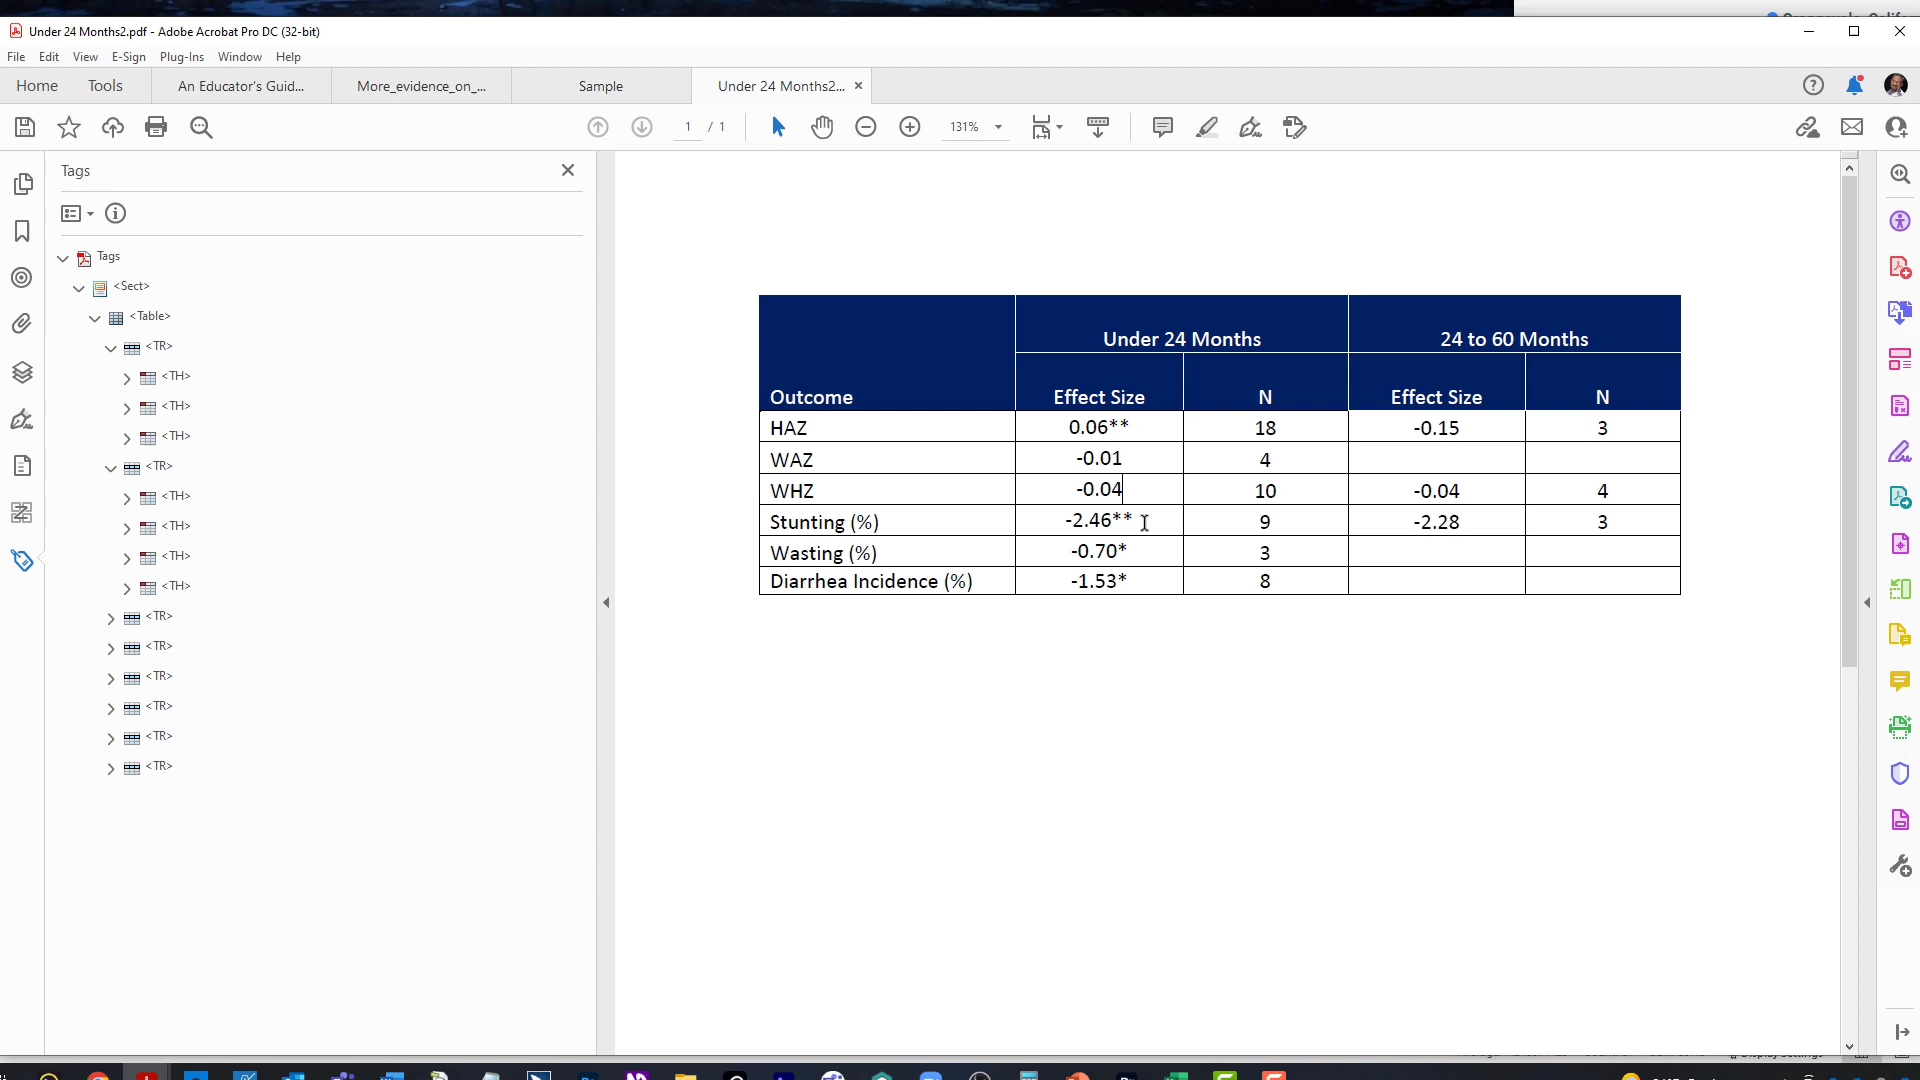 Under 24 Months2.pdf - Adobe Acrobat Pro DC (32-bit)
File Edit View E-Sign Plug-Ins Window Help
Home Tools An Educator's Guid... More_evidence_on_... Sample Under 24 Months2...
1 / 1 131%
Tags
Tags
<Sect>
<Table>
<TR>
<TH>
<TH>
<TH>
<TR>
<TH>
<TH>
<TH>
<TH>
<TR>
<TR>
<TR>
<TR>
<TR>
<TR>
Under 24 Months 24 to 60 Months
Outcome Effect Size N Effect Size N
HAZ 0.06** 18 -0.15 3
WAZ -0.01 4
WHZ -0.04 10 -0.04 4
Stunting (%) -2.46** 9 -2.28 3
Wasting (%) -0.70* 3
Diarrhea Incidence (%) -1.53* 8
Display Settings